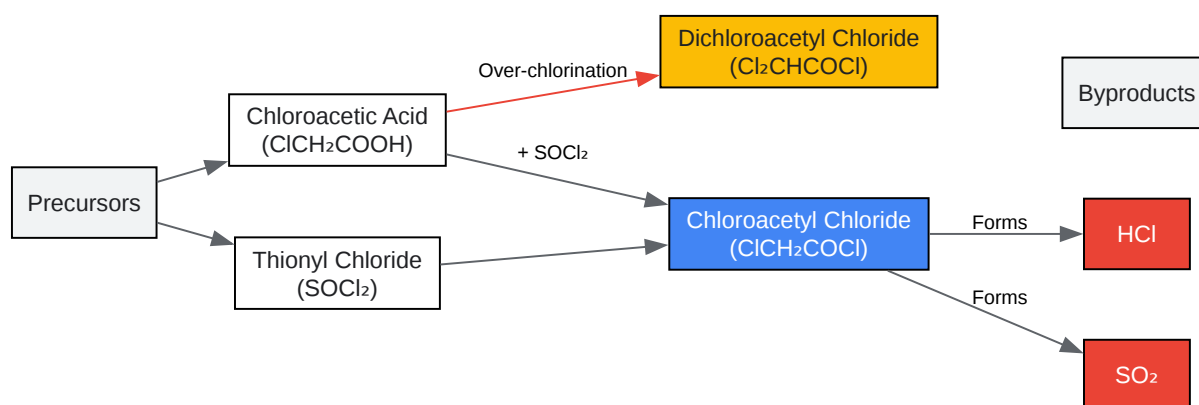 Dichloroacetyl Chloride
(Cl₂CHCOCl)
Over-chlorination
Byproducts
Chloroacetic Acid
(ClCH₂COOH)
+ SOCl₂
Precursors
Chloroacetyl Chloride
(ClCH₂COCl)
Forms
HCl
Thionyl Chloride
(SOCl₂)
Forms
SO₂